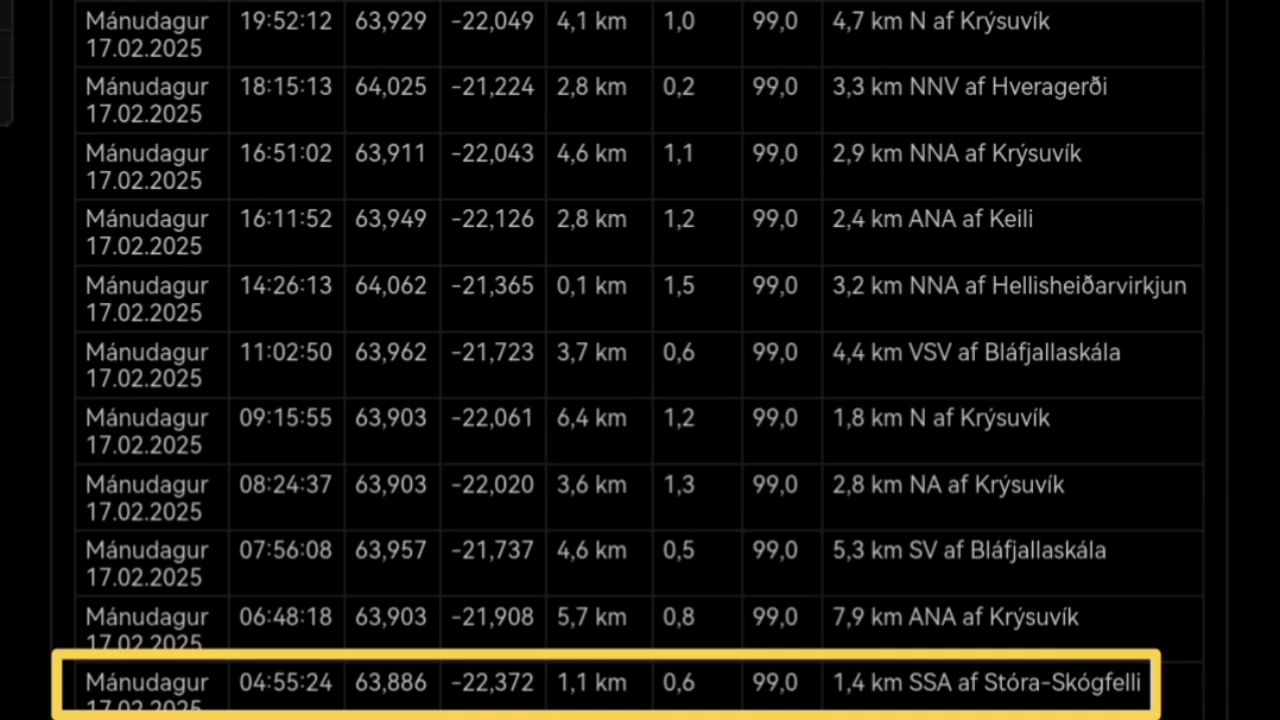 Mánudagur 19:52:12 63,929 -22,049 4,1 km 1,0 99,0 4,7 km N af Krýsuvík
17.02.2025
Mánudagur 18:15:13 64,025 -21,224 2,8 km 0,2 99,0 3,3 km NNV af Hveragerði
17.02.2025
Mánudagur 16:51:02 63,911 -22,043 4,6 km 1,1 99,0 2,9 km NNA af Krýsuvík
17.02.2025
Mánudagur 16:11:52 63,949 -22,126 2,8 km 1,2 99,0 2,4 km ANA af Keili
17.02.2025
Mánudagur 14:26:13 64,062 -21,365 0,1 km 1,5 99,0 3,2 km NNA af Hellisheiðarvirkjun
17.02.2025
Mánudagur 11:02:50 63,962 -21,723 3,7 km 0,6 99,0 4,4 km VSV af Bláfjallaskála
17.02.2025
Mánudagur 09:15:55 63,903 -22,061 6,4 km 1,2 99,0 1,8 km N af Krýsuvík
17.02.2025
Mánudagur 08:24:37 63,903 -22,020 3,6 km 1,3 99,0 2,8 km NA af Krýsuvík
17.02.2025
Mánudagur 07:56:08 63,957 -21,737 4,6 km 0,5 99,0 5,3 km SV af Bláfjallaskála
17.02.2025
Mánudagur 06:48:18 63,903 -21,908 5,7 km 0,8 99,0 7,9 km ANA af Krýsuvík
17.02.2025
Mánudagur 04:55:24 63,886 -22,372 1,1 km 0,6 99,0 1,4 km SSA af Stóra-Skógfelli
17.02.2025